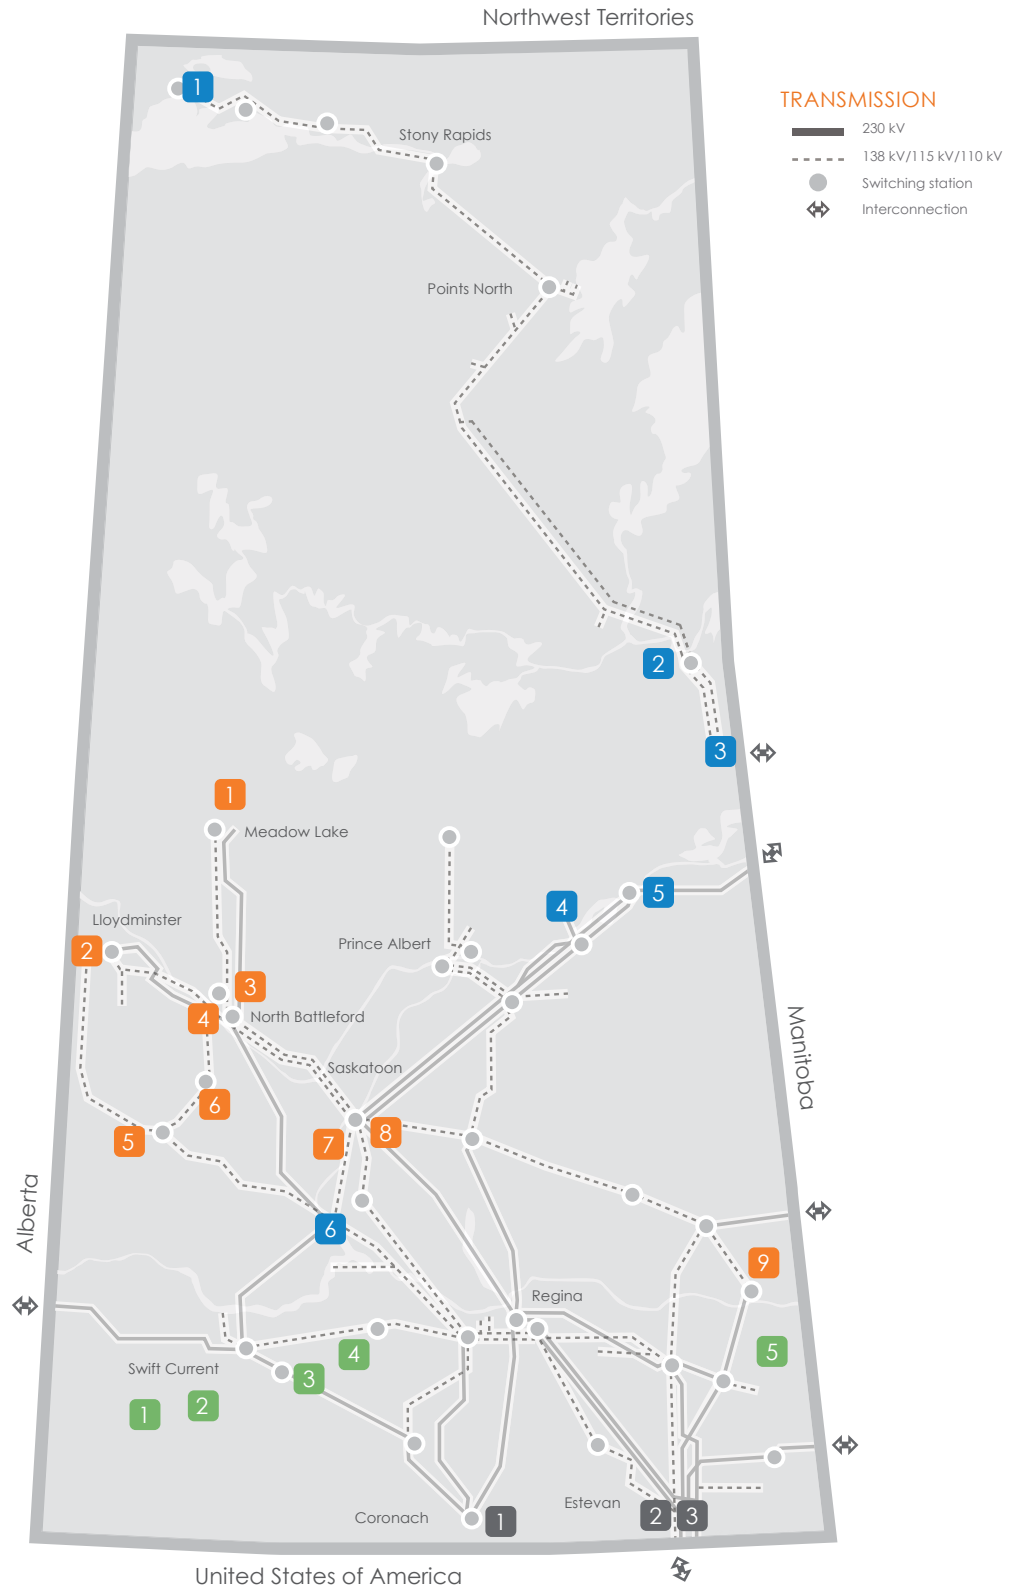 Northwest Territories
1
TRANSMISSION
230 kV
138 kV/115 kV/110 kV
Switching station
Interconnection
Stony Rapids
Points North
2
3
1
Meadow Lake
4
5
Lloydminster
2
Prince Albert
3
4
North Battleford
Manitoba
Saskatoon
6
5
7
8
Alberta
6
9
Regina
Swift Current
4
5
3
1
2
Estevan
Coronach
1
2
3
United States of America